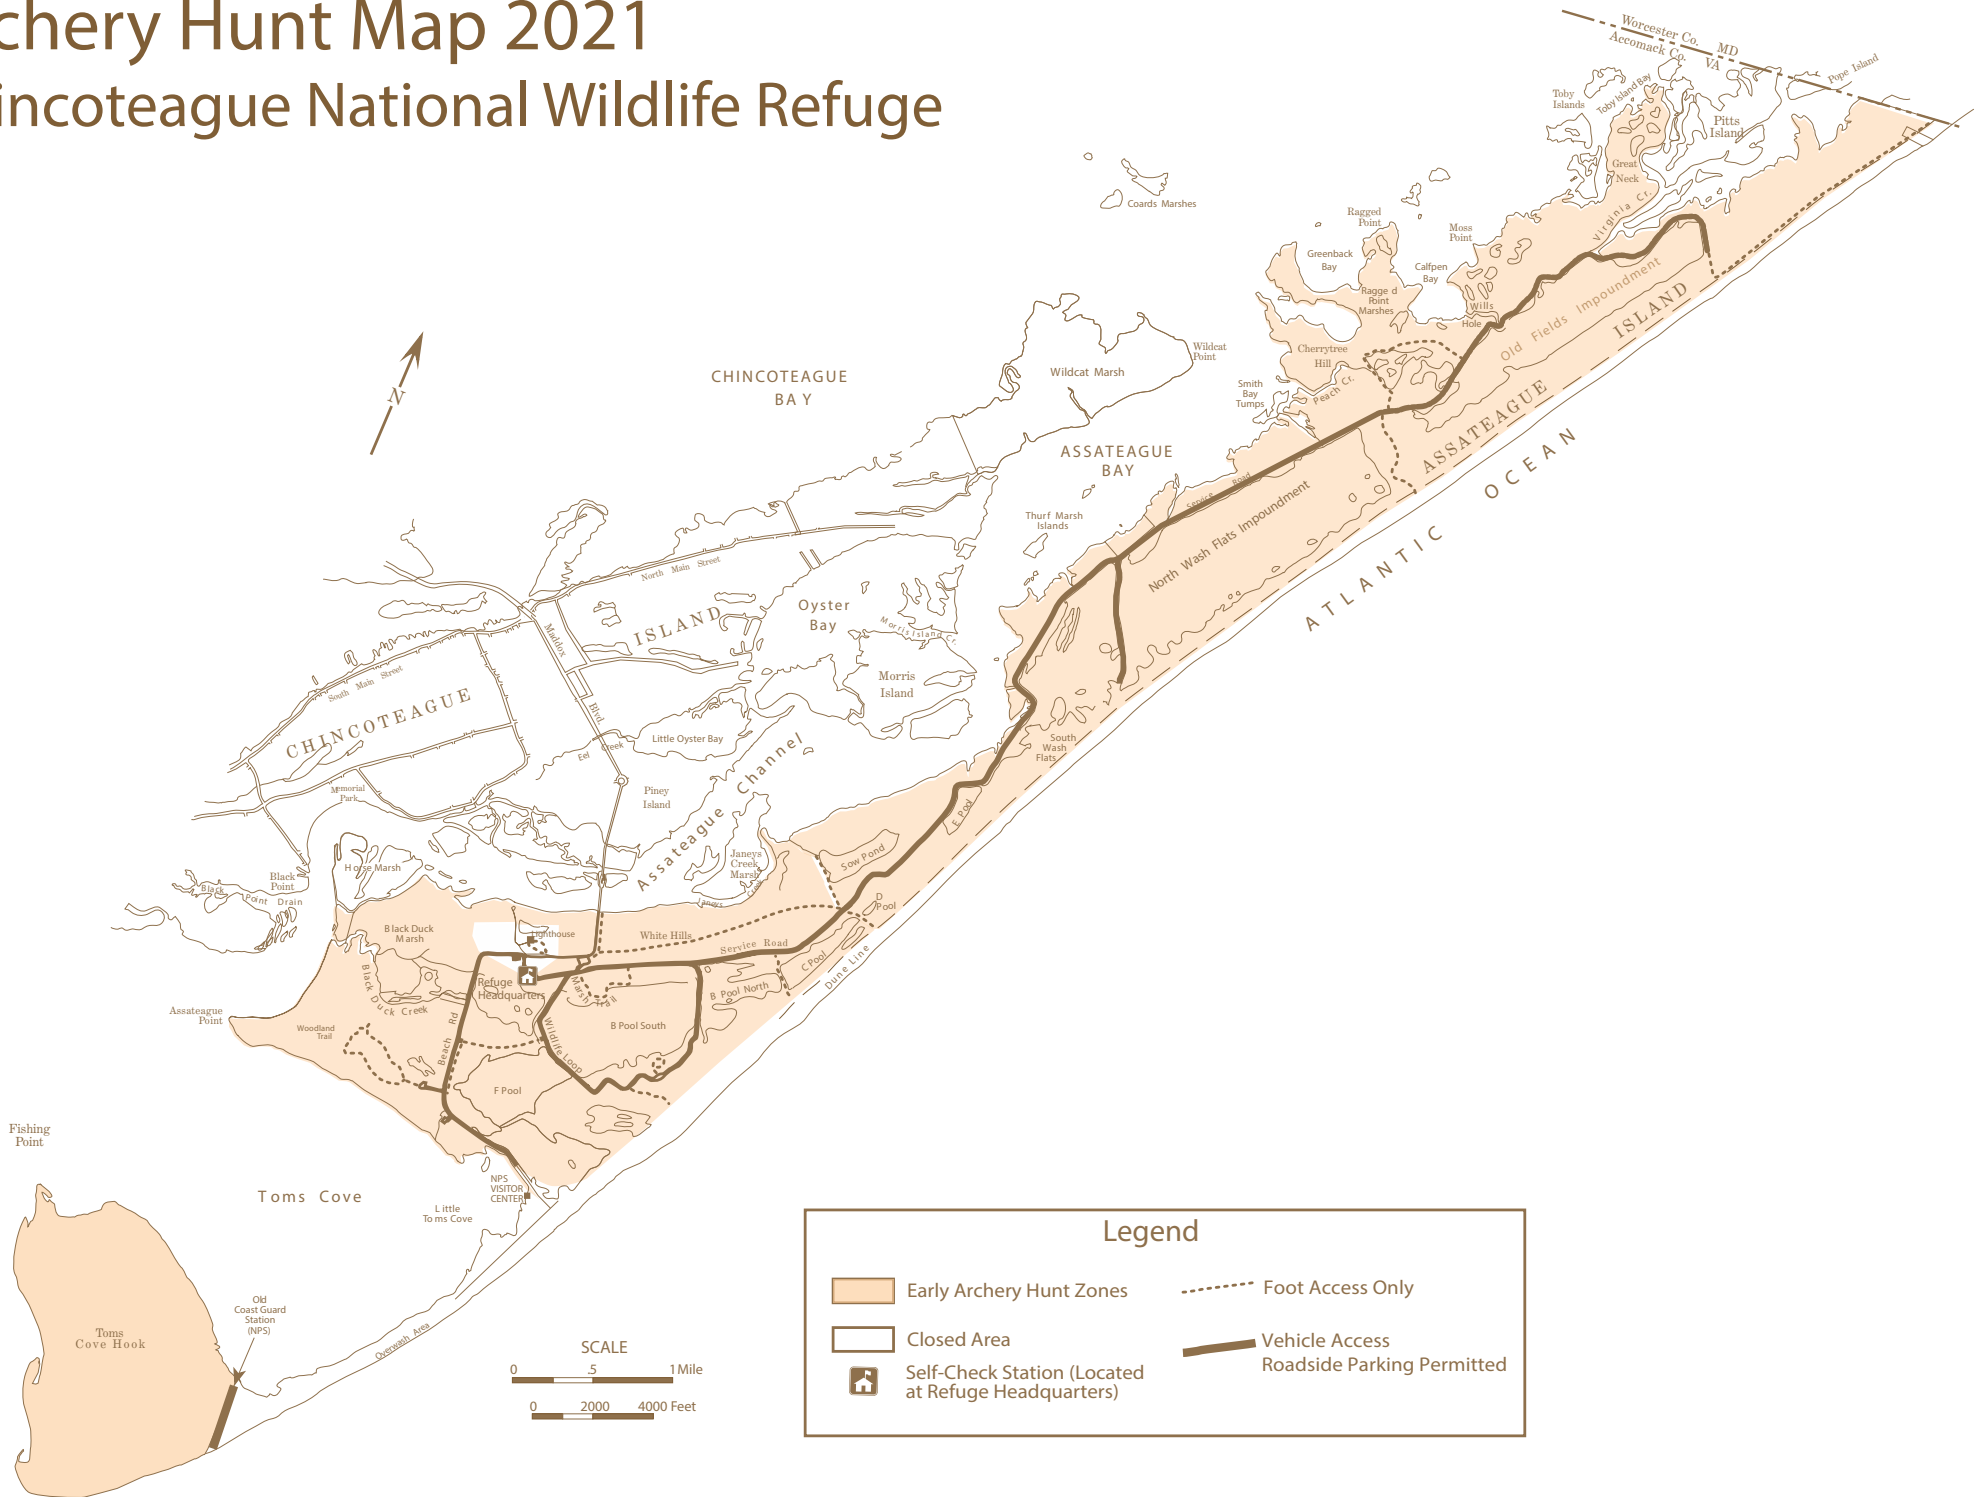 chery Hunt Map 2021
incoteague National Wildlife Refuge
Worcester Co. MD
Accomack Co. VA
Pope Island
Toby
Islands
Toby Island Bay
Pitts
Island
Great
Neck
Virginia Cr.
Coards Marshes
Ragged
Point
Moss
Point
Greenback
Bay
Calfpen
Bay
Ragged
Point
Marshes
Wills
Hole
Old Fields Impoundment
ASSATEAGUE ISLAND
Cherrytree
Hill
Peach Cr.
Smith
Bay
Tumps
Wildcat
Point
Wildcat Marsh
CHINCOTEAGUE
BAY
N
ASSATEAGUE
BAY
Service Road
North Wash Flats Impoundment
ATLANTIC OCEAN
Thurf Marsh
Islands
North Main Street
Oyster
Bay
Morris Island Cr.
Morris
Island
CHINCOTEAGUE ISLAND
Maddox
Blvd.
South Main Street
Little Oyster Bay
Eel Creek
South
Wash
Flats
Assateague Channel
Piney
Island
Memorial
Park
E Pool
Sow Pond
Janeys
Creek
Marsh
Janeys Creek
Horse Marsh
Black
Point
Black Point Drain
D
Pool
Black Duck
Marsh
Lighthouse
White Hills
Service Road
C Pool
Dune Line
Black Duck Creek
Refuge
Headquarters
Marsh Trail
B Pool North
B Pool South
Assateague
Point
Woodland
Trail
Beach Rd
Wildlife Loop
F Pool
Fishing
Point
Toms Cove
NPS
VISITOR
CENTER
Little
Toms Cove
Old
Coast Guard
Station
(NPS)
Toms
Cove Hook
Overwash Area
SCALE
0 .5 1 Mile
0 2000 4000 Feet
Legend
Early Archery Hunt Zones
Closed Area
Self-Check Station (Located
at Refuge Headquarters)
Foot Access Only
Vehicle Access
Roadside Parking Permitted